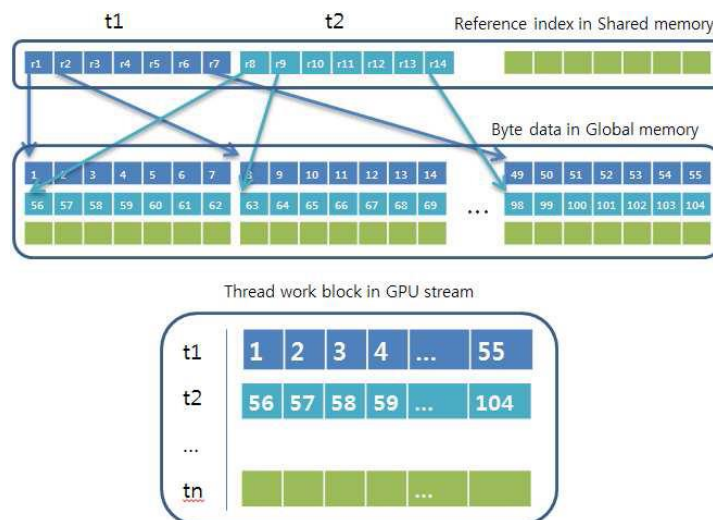 t1 t2 Reference index in Shared memory
r1 r2 r3 r4 r5 r6 r7 r8 r9 r10 r11 r12 r13 r14
Byte data in Global memory
1 2 3 4 5 6 7 8 9 10 11 12 13 14 49 50 51 52 53 54 55
56 57 58 59 60 61 62 63 64 65 66 67 68 69 ... 98 99 100 101 102 103 104
Thread work block in GPU stream
t1 1 2 3 4 ... 55
t2 56 57 58 59 ... 104
...
tn ...